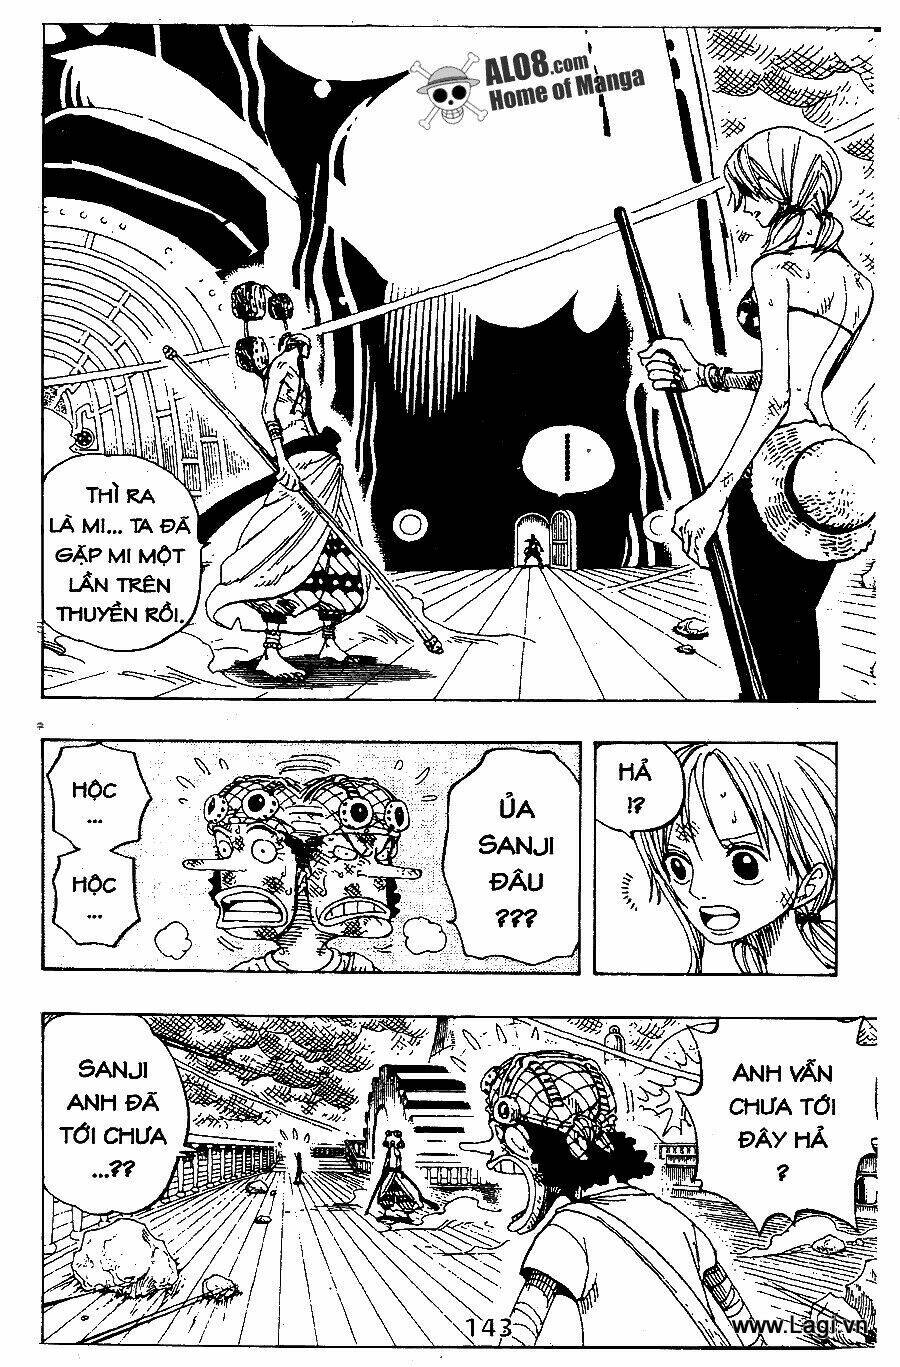 ALO8.com
Home of Manga
THÌ RA
LÀ MI... TA ĐÃ
GẶP MI MỘT
LẦN TRÊN
THUYỀN RỒI.
!
HẢ
!?
ỦA
SANJI
ĐÂU
???
HỘC
...
HỘC
...
ANH VẪN
CHƯA TỚI
ĐÂY HẢ
?
SANJI
ANH ĐÃ
TỚI CHƯA
...??
143
www.Lagi.vn